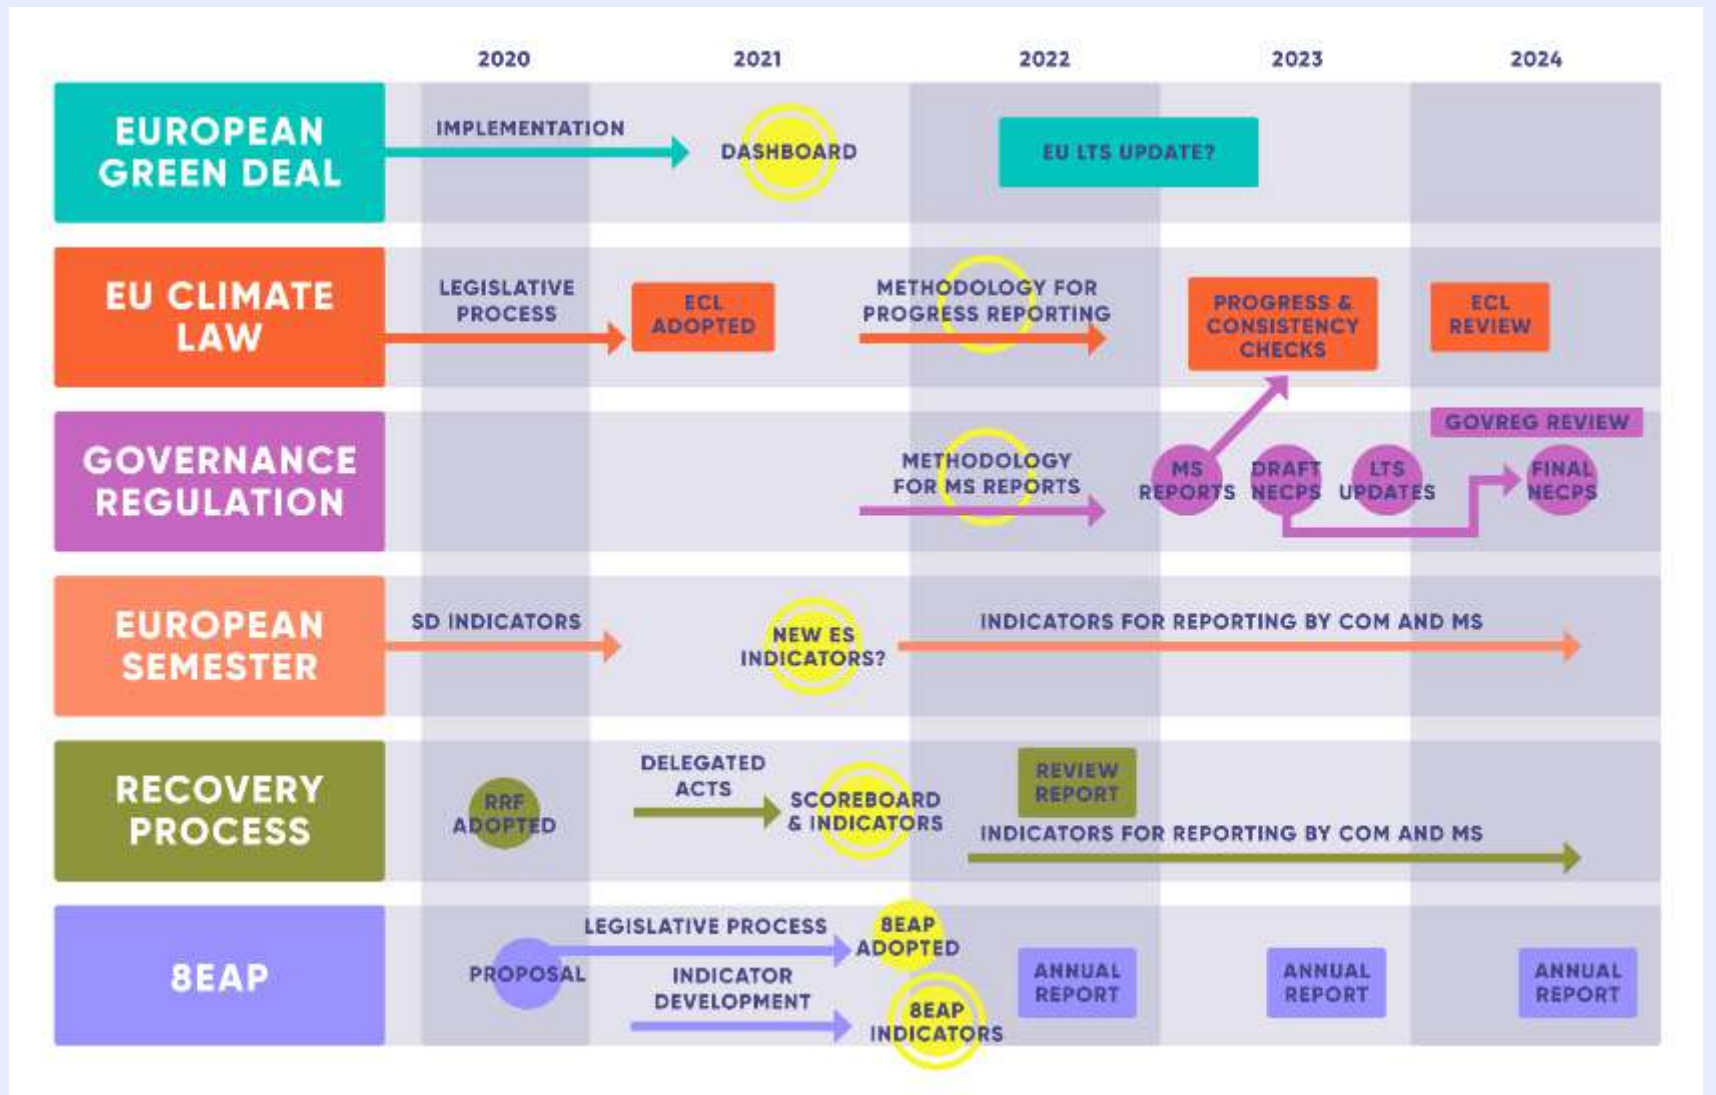 2020 2021 2022 2023 2024
EUROPEAN
GREEN DEAL
IMPLEMENTATION
DASHBOARD
EU LTS UPDATE?
EU CLIMATE
LAW
LEGISLATIVE
PROCESS
ECL
ADOPTED
METHODOLOGY FOR
PROGRESS REPORTING
PROGRESS &
CONSISTENCY
CHECKS
ECL
REVIEW
GOVERNANCE
REGULATION
METHODOLOGY
FOR MS REPORTS
MS
REPORTS
DRAFT
NECPS
LTS
UPDATES
GOVREG REVIEW
FINAL
NECPS
EUROPEAN
SEMESTER
SD INDICATORS
NEW ES
INDICATORS?
INDICATORS FOR REPORTING BY COM AND MS
RECOVERY
PROCESS
RRF
ADOPTED
DELEGATED
ACTS
SCOREBOARD
& INDICATORS
REVIEW
REPORT
INDICATORS FOR REPORTING BY COM AND MS
8EAP
PROPOSAL
LEGISLATIVE PROCESS
8EAP
ADOPTED
INDICATOR
DEVELOPMENT
8EAP
INDICATORS
ANNUAL
REPORT
ANNUAL
REPORT
ANNUAL
REPORT